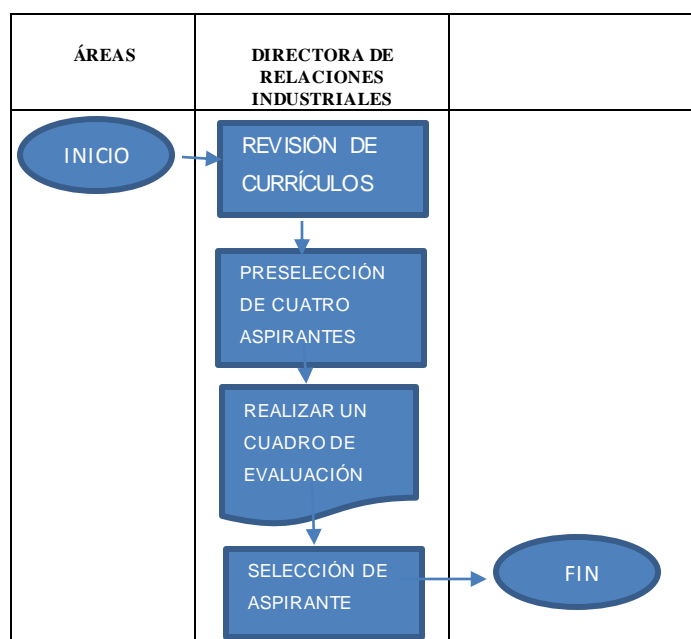 ÁREAS
DIRECTORA DE
RELACIONES
INDUSTRIALES
INICIO
REVISIÓN DE
CURRÍCULOS
PRESELECCIÓN
DE CUATRO
ASPIRANTES
REALIZAR UN
CUADRO DE
EVALUACIÓN
SELECCIÓN DE
ASPIRANTE
FIN